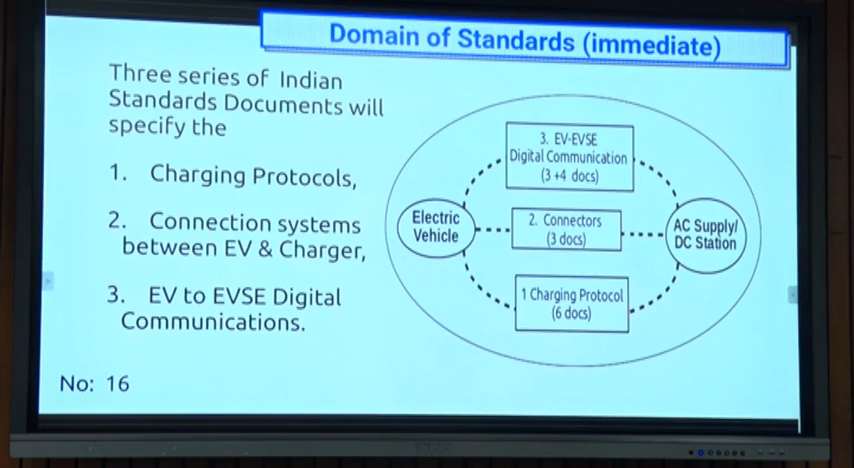 Domain of Standards (immediate)
Three series of Indian
Standards Documents will
specify the
1. Charging Protocols,
2. Connection systems
between EV & Charger,
3. EV to EVSE Digital
Communications.
No: 16
3. EV-EVSE
Digital Communication
(3 +4 docs)
Electric
Vehicle
2. Connectors
(3 docs)
AC Supply/
DC Station
1 Charging Protocol
(6 docs)